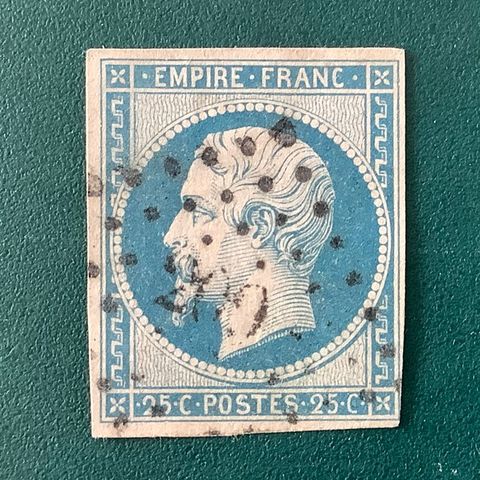 · EMPIRE · FRANC ·
· 25 · C · POSTES · 25 · C ·